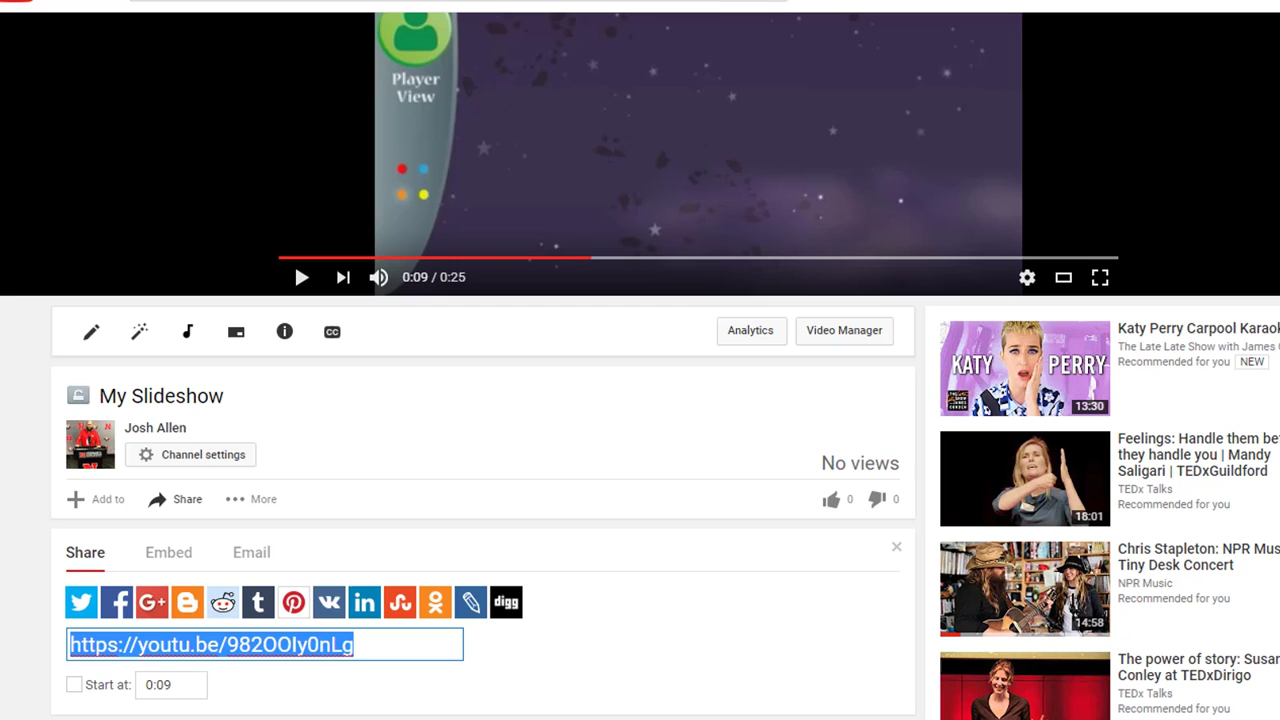 Player
View
0:09 / 0:25
CC
Analytics
Video Manager
My Slideshow
Josh Allen
Channel settings
No views
Add to
Share
More
0
0
Share
Embed
Email
G+
t
digg
https://youtu.be/982OOIy0nLg
Start at:
0:09
KATY PERRY
13:30
Katy Perry Carpool Karaok
The Late Late Show with James
Recommended for you NEW
18:01
Feelings: Handle them be
they handle you | Mandy
Saligari | TEDxGuildford
TEDx Talks
Recommended for you
14:58
Chris Stapleton: NPR Mus
Tiny Desk Concert
NPR Music
Recommended for you
The power of story: Susa
Conley at TEDxDirigo
TEDx Talks
Recommended for you